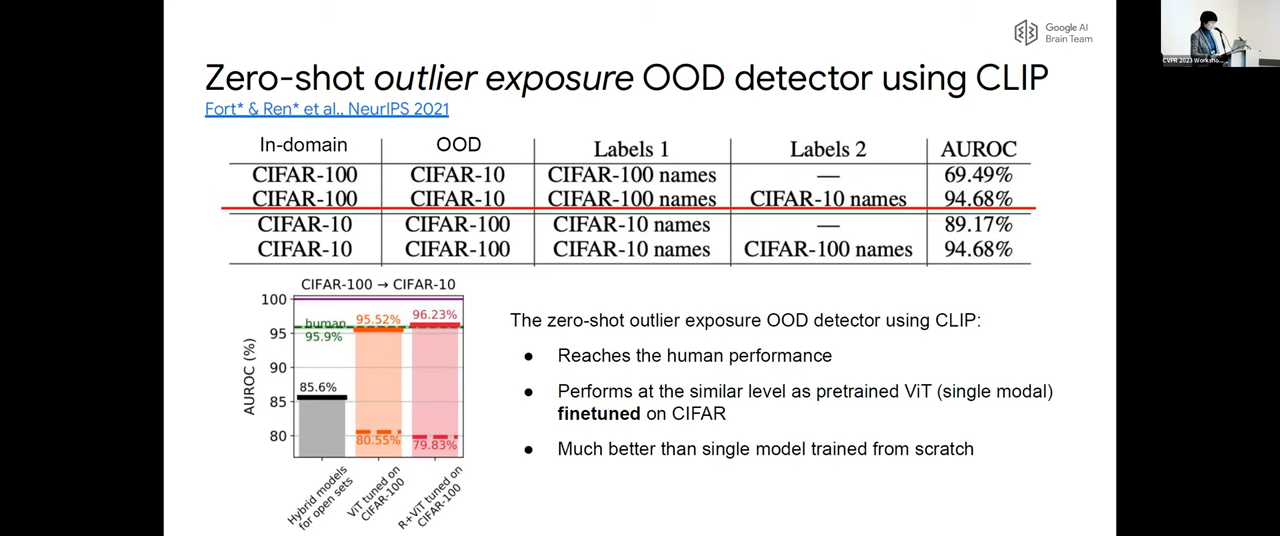 Google AI
Brain Team
CVPR 2023 Worksho...
Zero-shot outlier exposure OOD detector using CLIP
Fort* & Ren* et al., NeurIPS 2021
In-domain OOD Labels 1 Labels 2 AUROC
CIFAR-100 CIFAR-10 CIFAR-100 names — 69.49%
CIFAR-100 CIFAR-10 CIFAR-100 names CIFAR-10 names 94.68%
CIFAR-10 CIFAR-100 CIFAR-10 names — 89.17%
CIFAR-10 CIFAR-100 CIFAR-10 names CIFAR-100 names 94.68%
CIFAR-100 → CIFAR-10
AUROC (%)
100
95
90
85
80
human
95.9%
95.52%
96.23%
85.6%
80.55%
79.83%
Hybrid models
for open sets
ViT tuned on
CIFAR-100
R+ViT tuned on
CIFAR-100
The zero-shot outlier exposure OOD detector using CLIP:
● Reaches the human performance
● Performs at the similar level as pretrained ViT (single modal)
finetuned on CIFAR
● Much better than single model trained from scratch